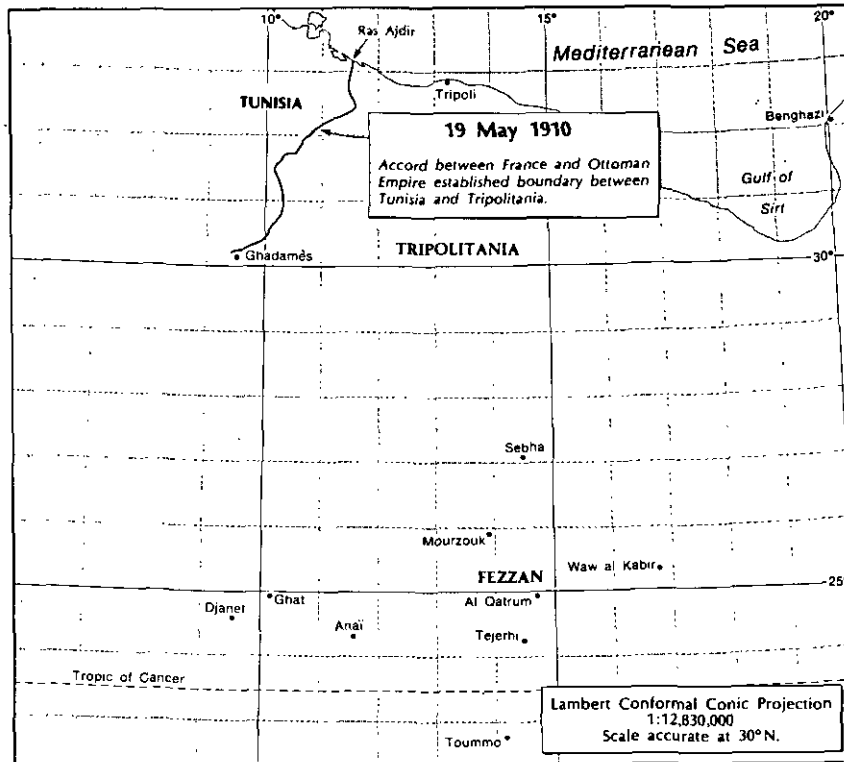 10° 15° 20°
Ras Ajdir
Mediterranean Sea
TUNISIA
Tripoli
Benghazi
19 May 1910
Accord between France and Ottoman
Empire established boundary between
Tunisia and Tripolitania.
Gulf of
Sirt
TRIPOLITANIA
Ghadamès
30°
Sebha
Mourzouk
Waw al Kabir
FEZZAN
25°
Ghat
Al Qatrum
Djanet
Anaï
Tejerhi
Tropic of Cancer
Lambert Conformal Conic Projection
1:12,830,000
Scale accurate at 30°N.
Toummo